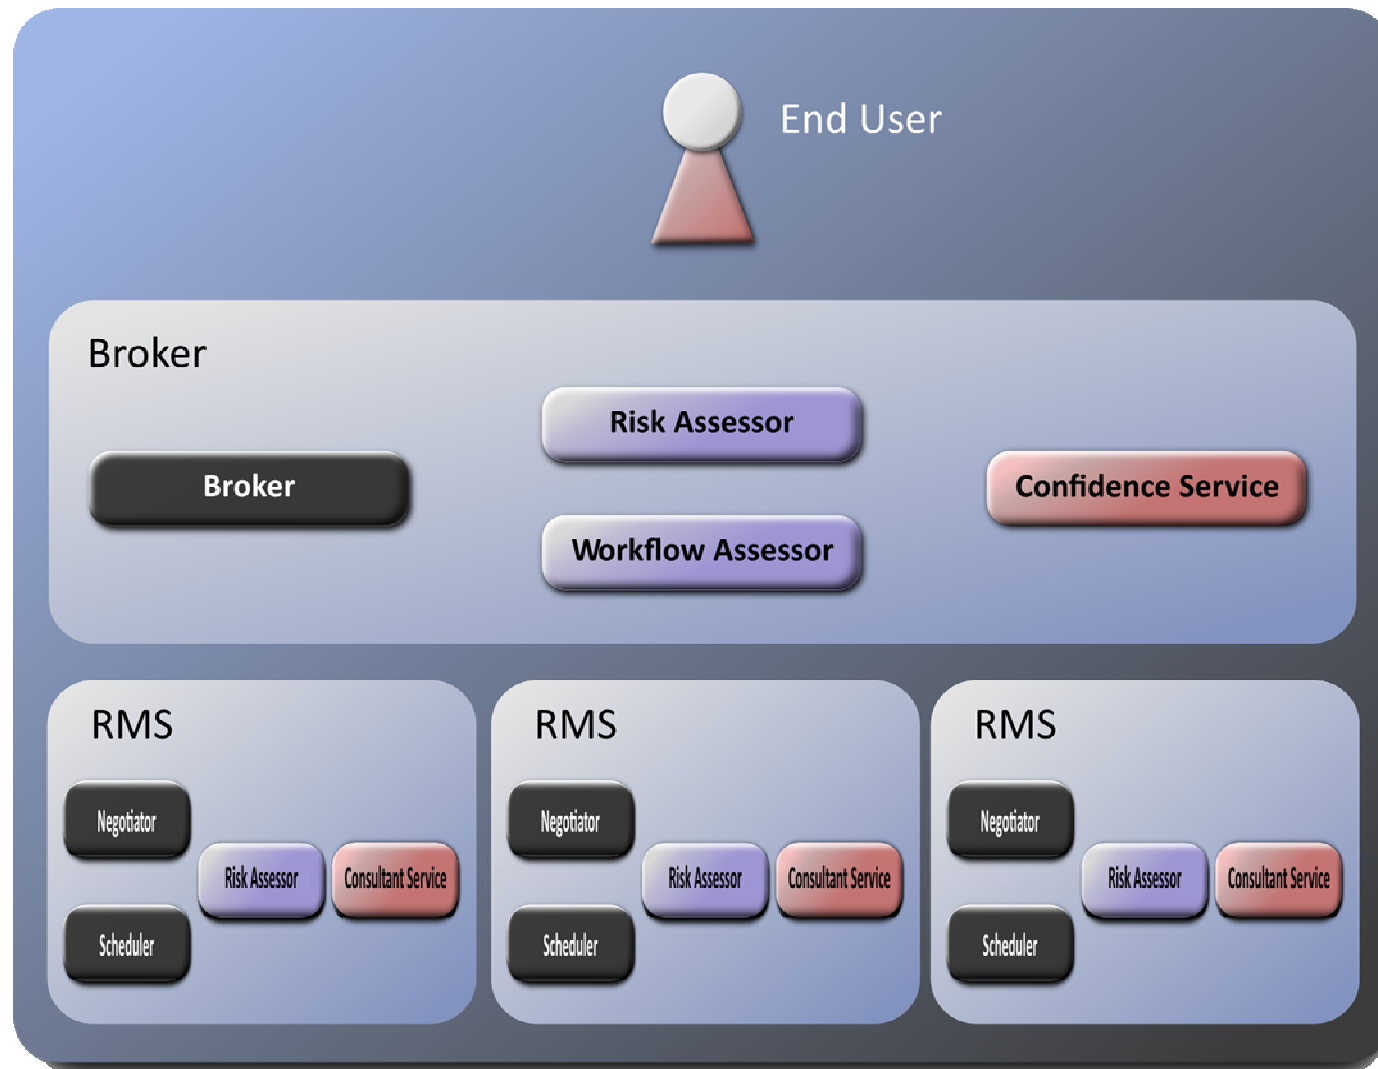 End User
Broker
Risk Assessor
Broker
Confidence Service
Workflow Assessor
RMS
Negotiator
Risk Assessor
Consultant Service
Scheduler
RMS
Negotiator
Risk Assessor
Consultant Service
Scheduler
RMS
Negotiator
Risk Assessor
Consultant Service
Scheduler